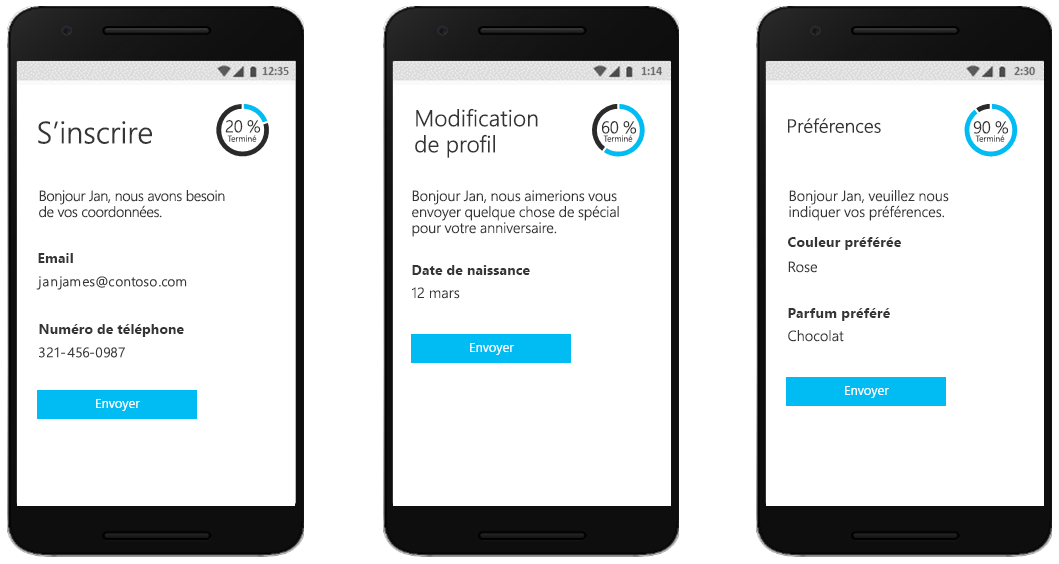 12:35
S'inscrire
20 %
Terminé
Bonjour Jan, nous avons besoin
de vos coordonnées.
Email
janjames@contoso.com
Numéro de téléphone
321-456-0987
Envoyer
1:14
Modification
de profil
60 %
Terminé
Bonjour Jan, nous aimerions vous
envoyer quelque chose de spécial
pour votre anniversaire.
Date de naissance
12 mars
Envoyer
2:30
Préférences
90 %
Terminé
Bonjour Jan, veuillez nous
indiquer vos préférences.
Couleur préférée
Rose
Parfum préféré
Chocolat
Envoyer